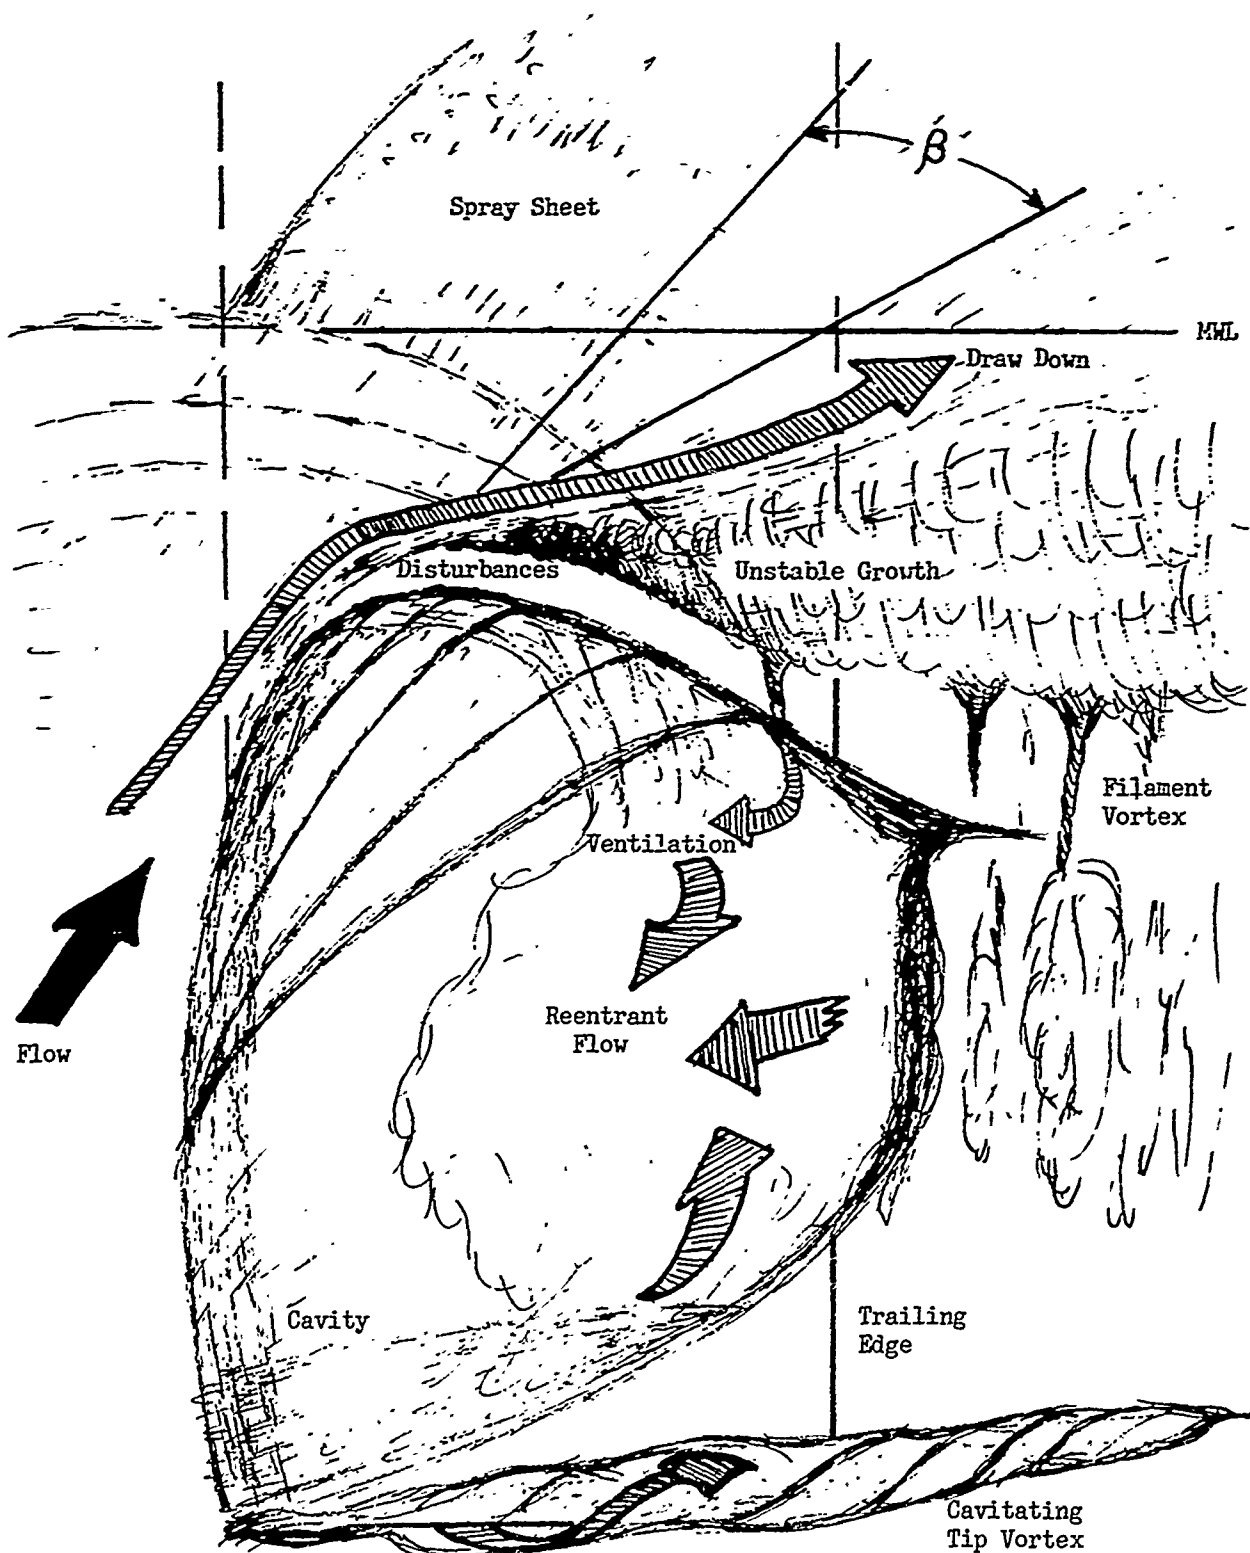 β
Spray Sheet
MWL
Draw Down
Disturbances
Unstable Growth
Filament
Vortex
Ventilation
Reentrant
Flow
Flow
Cavity
Trailing
Edge
Cavitating
Tip Vortex